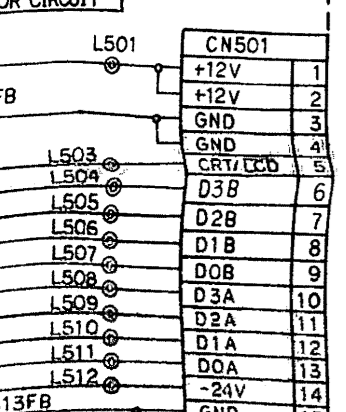 OR CIRCUIT
L501 CN501
+12V 1
+12V 2
FB
GND 3
GND 4
L503 CRT/LCD 5
L504 D3B 6
L505 D2B 7
L506 D1B 8
L507 D0B 9
L508 D3A 10
L509 D2A 11
L510 D1A 12
L511 D0A 13
L512 -24V 14
13FB GND